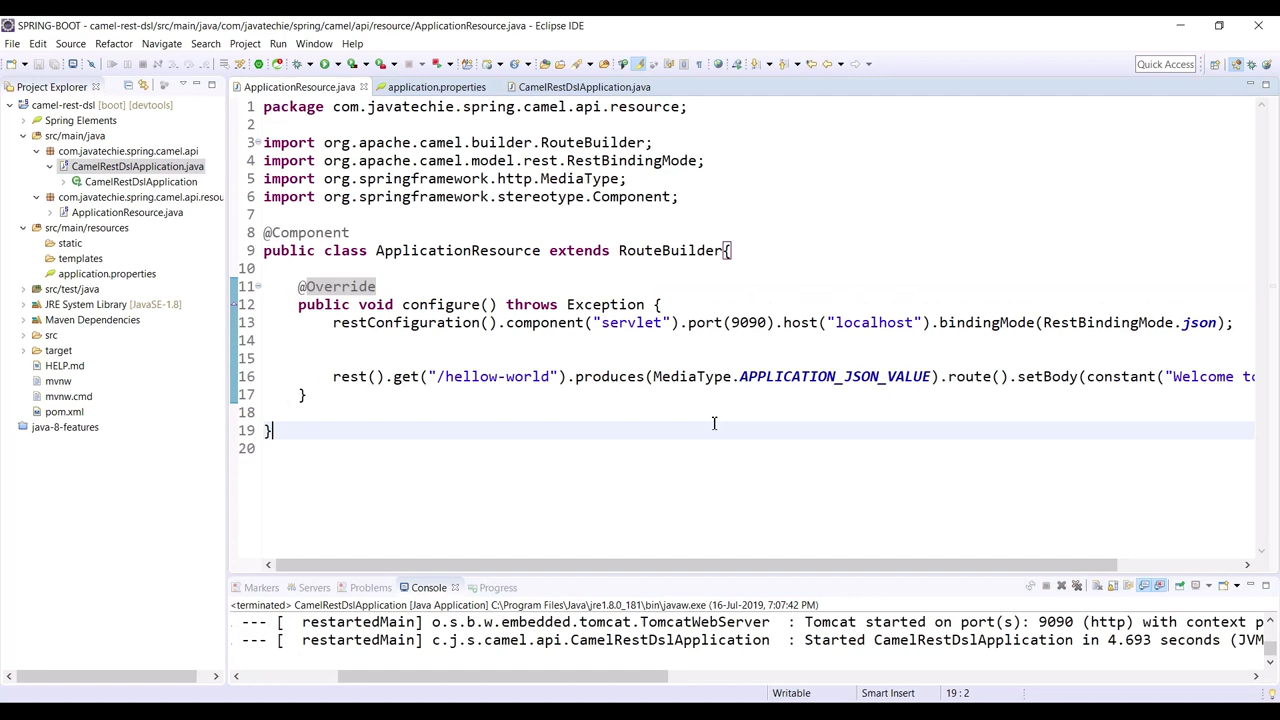 SPRING-BOOT - camel-rest-dsl/src/main/java/com/javatechie/spring/camel/api/resource/ApplicationResource.java - Eclipse IDE
File Edit Source Refactor Navigate Search Project Run Window Help
Quick Access
Project Explorer
camel-rest-dsl [boot] [devtools]
Spring Elements
src/main/java
com.javatechie.spring.camel.api
CamelRestDslApplication.java
CamelRestDslApplication
com.javatechie.spring.camel.api.resou
ApplicationResource.java
src/main/resources
static
templates
application.properties
src/test/java
JRE System Library [JavaSE-1.8]
Maven Dependencies
src
target
HELP.md
mvnw
mvnw.cmd
pom.xml
java-8-features
ApplicationResource.java application.properties CamelRestDslApplication.java
1 package com.javatechie.spring.camel.api.resource;
2
3 import org.apache.camel.builder.RouteBuilder;
4 import org.apache.camel.model.rest.RestBindingMode;
5 import org.springframework.http.MediaType;
6 import org.springframework.stereotype.Component;
7
8 @Component
9 public class ApplicationResource extends RouteBuilder{
10
11 @Override
12 public void configure() throws Exception {
13 restConfiguration().component("servlet").port(9090).host("localhost").bindingMode(RestBindingMode.json);
14
15
16 rest().get("/hellow-world").produces(MediaType.APPLICATION_JSON_VALUE).route().setBody(constant("Welcome to
17 }
18
19 }
20
Markers Servers Problems Console Progress
<terminated> CamelRestDslApplication [Java Application] C:\Program Files\Java\jre1.8.0_181\bin\javaw.exe (16-Jul-2019, 7:07:42 PM)
--- [ restartedMain] o.s.b.w.embedded.tomcat.TomcatWebServer : Tomcat started on port(s): 9090 (http) with context p
--- [ restartedMain] c.j.s.camel.api.CamelRestDslApplication : Started CamelRestDslApplication in 4.693 seconds (JVM
Writable Smart Insert 19 : 2